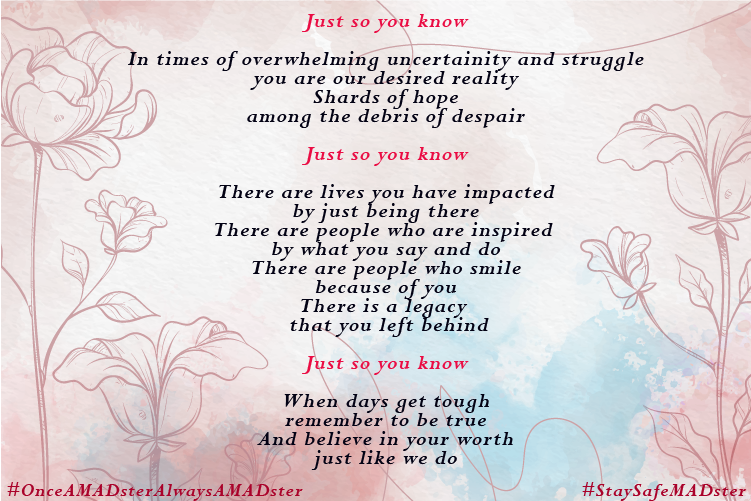 Just so you know
In times of overwhelming uncertainity and struggle
you are our desired reality
Shards of hope
among the debris of despair
Just so you know
There are lives you have impacted
by just being there
There are people who are inspired
by what you say and do
There are people who smile
because of you
There is a legacy
that you left behind
Just so you know
When days get tough
remember to be true
And believe in your worth
just like we do
#OnceAMADsterAlwaysAMADster
#StaySafeMADster